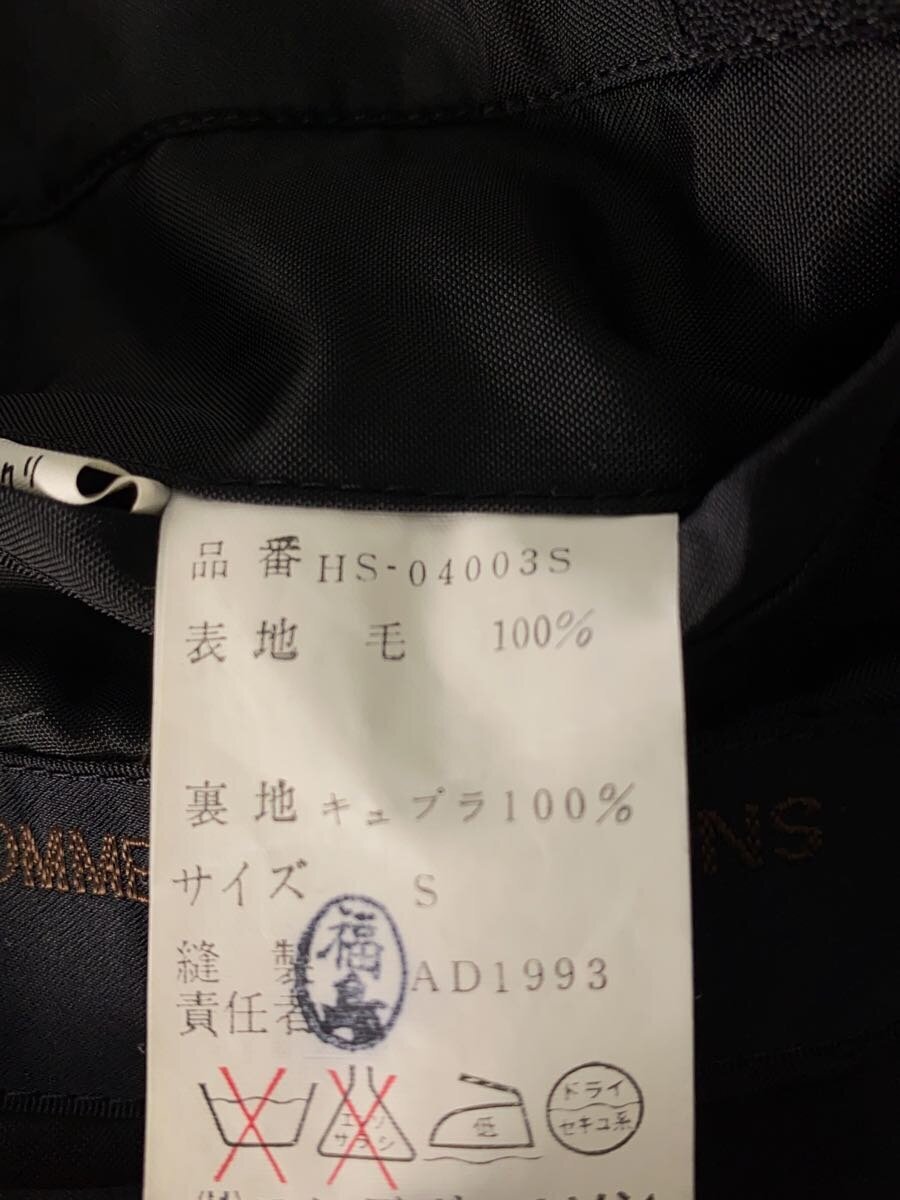 品番 HS-04003S
表地 毛 100%
裏地 キュプラ100%
サイズ S
縫製 AD1993
責任者
福島
エンソ
サラシ
低
ドライ
セキユ系
OMME
NS